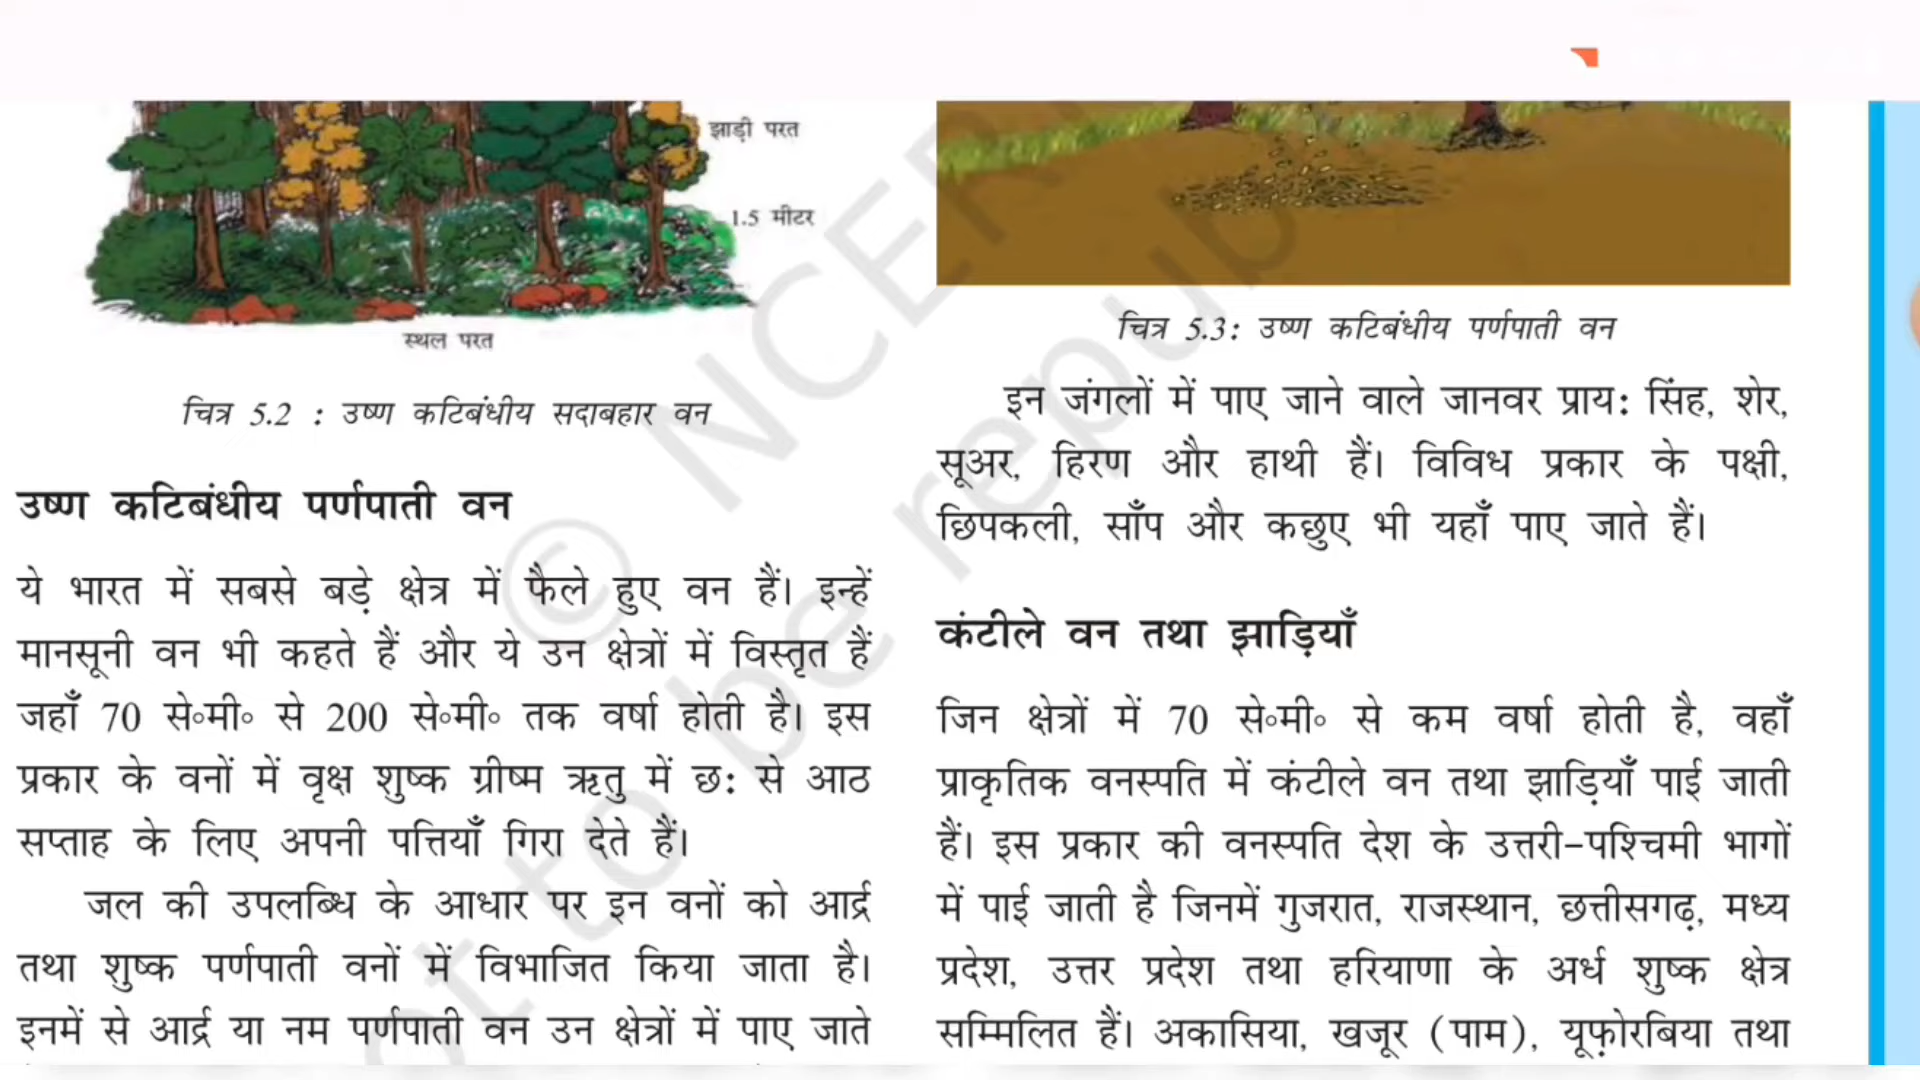 झाड़ी परत
1.5 मीटर
स्थल परत
चित्र 5.2 : उष्ण कटिबंधीय सदाबहार वन
उष्ण कटिबंधीय पर्णपाती वन
ये भारत में सबसे बड़े क्षेत्र में फैले हुए वन हैं। इन्हें
मानसूनी वन भी कहते हैं और ये उन क्षेत्रों में विस्तृत हैं
जहाँ 70 से॰मी॰ से 200 से॰मी॰ तक वर्षा होती है। इस
प्रकार के वनों में वृक्ष शुष्क ग्रीष्म ऋतु में छः से आठ
सप्ताह के लिए अपनी पत्तियाँ गिरा देते हैं।
जल की उपलब्धि के आधार पर इन वनों को आर्द्र
तथा शुष्क पर्णपाती वनों में विभाजित किया जाता है।
इनमें से आर्द्र या नम पर्णपाती वन उन क्षेत्रों में पाए जाते
चित्र 5.3: उष्ण कटिबंधीय पर्णपाती वन
इन जंगलों में पाए जाने वाले जानवर प्रायः सिंह, शेर,
सूअर, हिरण और हाथी हैं। विविध प्रकार के पक्षी,
छिपकली, साँप और कछुए भी यहाँ पाए जाते हैं।
कंटीले वन तथा झाड़ियाँ
जिन क्षेत्रों में 70 से॰मी॰ से कम वर्षा होती है, वहाँ
प्राकृतिक वनस्पति में कंटीले वन तथा झाड़ियाँ पाई जाती
हैं। इस प्रकार की वनस्पति देश के उत्तरी-पश्चिमी भागों
में पाई जाती है जिनमें गुजरात, राजस्थान, छत्तीसगढ़, मध्य
प्रदेश, उत्तर प्रदेश तथा हरियाणा के अर्ध शुष्क क्षेत्र
सम्मिलित हैं। अकासिया, खजूर (पाम), यूफ़ोरबिया तथा
© NCER
be repub
ot to